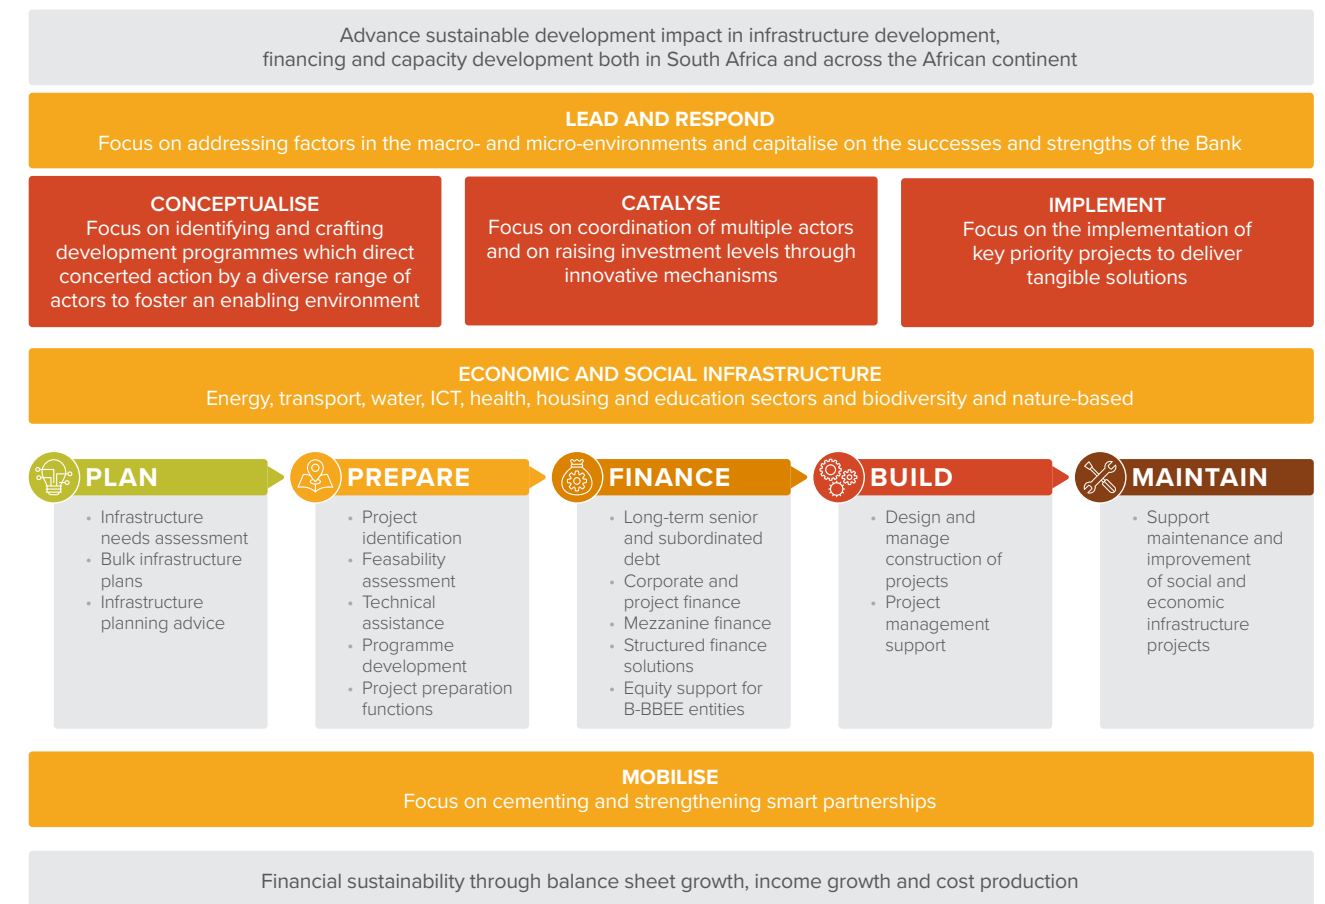 Advance sustainable development impact in infrastructure development,
financing and capacity development both in South Africa and across the African continent
LEAD AND RESPOND
Focus on addressing factors in the macro- and micro-environments and capitalise on the successes and strengths of the Bank
CONCEPTUALISE
Focus on identifying and crafting
development programmes which direct
concerted action by a diverse range of
actors to foster an enabling environment
CATALYSE
Focus on coordination of multiple actors
and on raising investment levels through
innovative mechanisms
IMPLEMENT
Focus on the implementation of
key priority projects to deliver
tangible solutions
ECONOMIC AND SOCIAL INFRASTRUCTURE
Energy, transport, water, ICT, health, housing and education sectors and biodiversity and nature-based
PLAN
• Infrastructure
needs assessment
• Bulk infrastructure
plans
• Infrastructure
planning advice
PREPARE
• Project
identification
• Feasability
assessment
• Technical
assistance
• Programme
development
• Project preparation
functions
FINANCE
• Long-term senior
and subordinated
debt
• Corporate and
project finance
• Mezzanine finance
• Structured finance
solutions
• Equity support for
B-BBEE entities
BUILD
• Design and
manage
construction of
projects
• Project
management
support
MAINTAIN
• Support
maintenance and
improvement
of social and
economic
infrastructure
projects
MOBILISE
Focus on cementing and strengthening smart partnerships
Financial sustainability through balance sheet growth, income growth and cost production